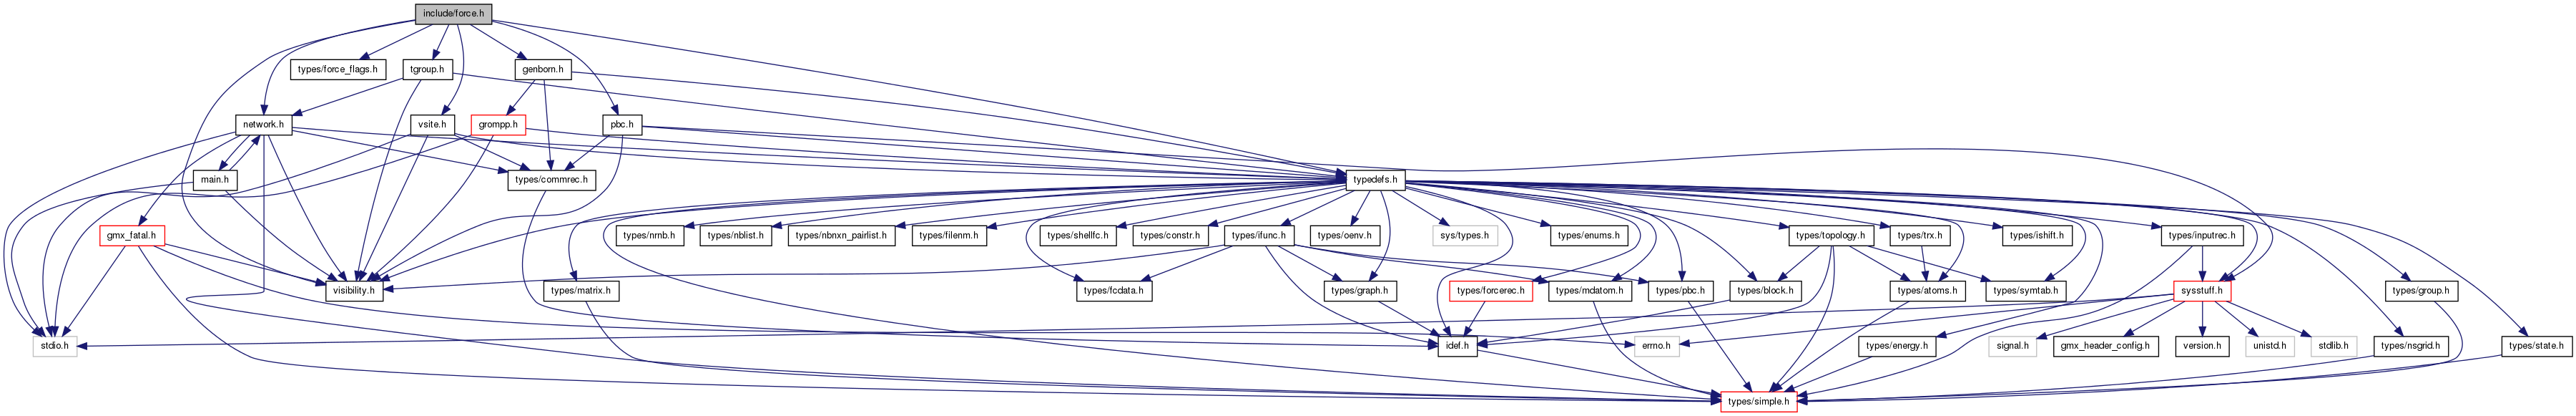 include/force.h
types/force_flags.h
tgroup.h
genborn.h
network.h
vsite.h
grompp.h
pbc.h
main.h
types/commrec.h
typedefs.h
gmx_fatal.h
types/nrnb.h
types/nblist.h
types/nbnxn_pairlist.h
types/filenm.h
types/shellfc.h
types/constr.h
types/ifunc.h
types/oenv.h
sys/types.h
types/enums.h
types/topology.h
types/trx.h
types/ishift.h
types/inputrec.h
visibility.h
types/matrix.h
types/fcdata.h
types/graph.h
types/forcerec.h
types/mdatom.h
types/pbc.h
types/block.h
types/atoms.h
types/symtab.h
sysstuff.h
types/group.h
stdio.h
idef.h
errno.h
types/energy.h
signal.h
gmx_header_config.h
version.h
unistd.h
stdlib.h
types/nsgrid.h
types/state.h
types/simple.h